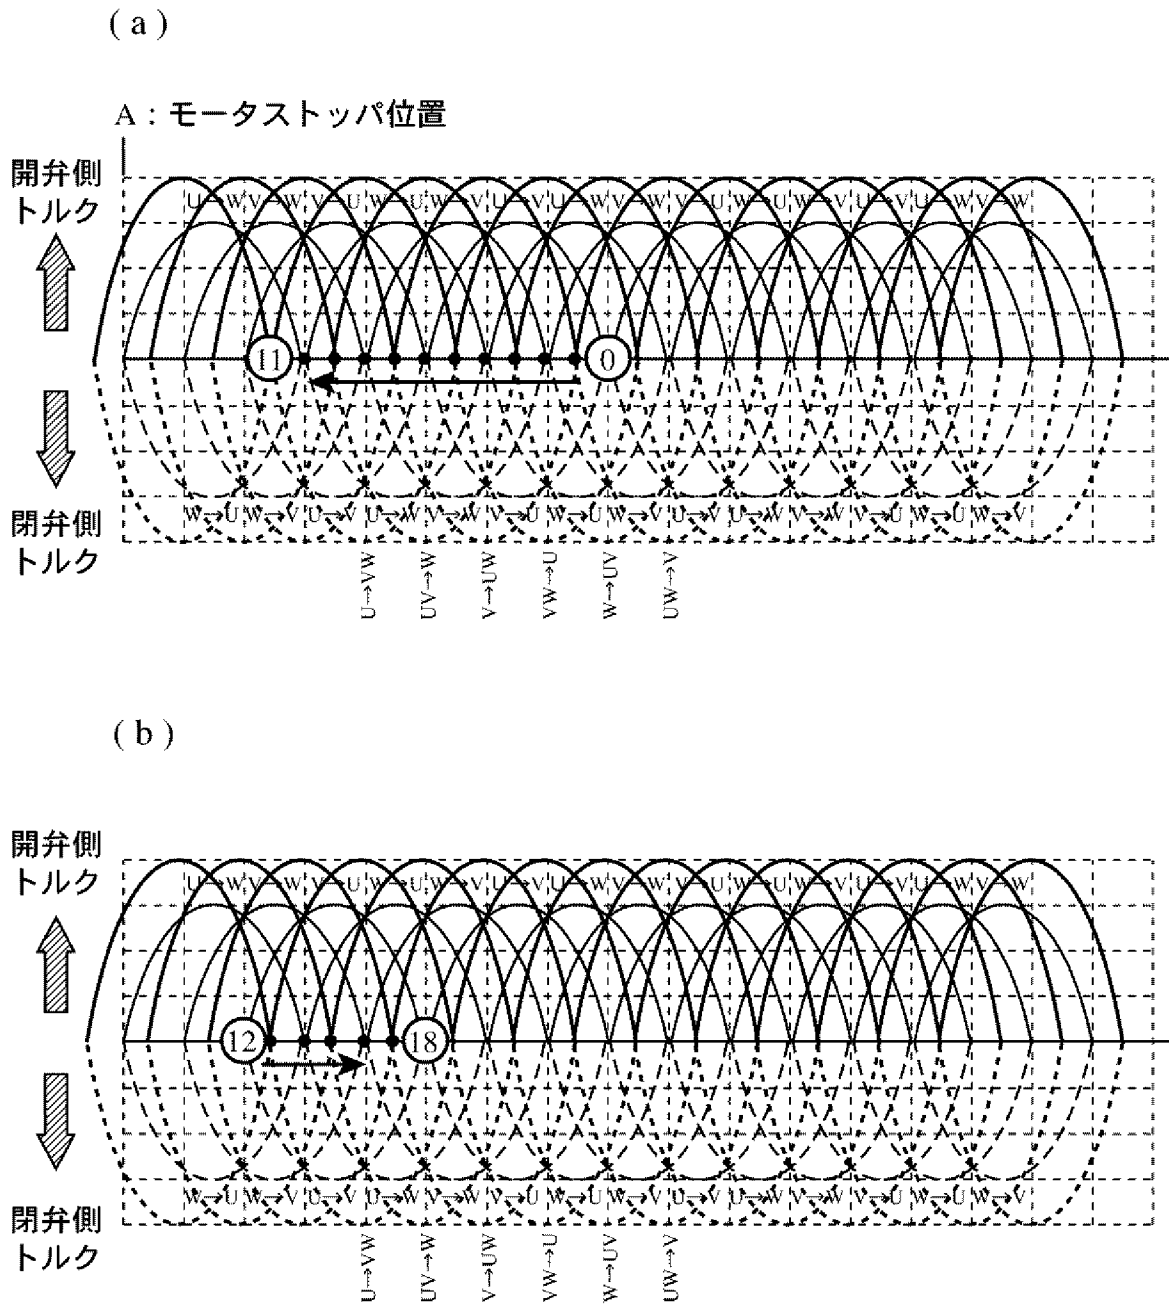 ( a )
A：モータストッパ位置
開弁側
トルク
U→W V→W V→U W→U W→V U→V U→W V→W V→U W→U W→V U→V U→W V→W
11
0
閉弁側
トルク
W→U W→V U→V U→W V→W V→U W→U W→V U→V U→W V→W V→U W→U W→V
U→VW
UV→W
V→UW
VW→U
W→UV
UW→V
( b )
開弁側
トルク
U→W V→W V→U W→U W→V U→V U→W V→W V→U W→U W→V U→V U→W V→W
12
18
閉弁側
トルク
W→U W→V U→V U→W V→W V→U W→U W→V U→V U→W V→W V→U W→U W→V
U→VW
UV→W
V→UW
VW→U
W→UV
UW→V